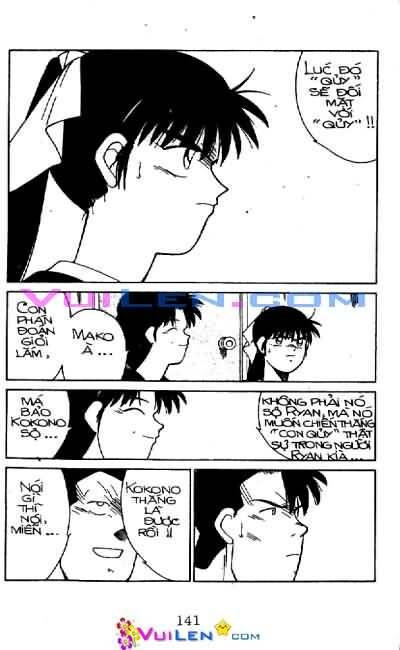 LÚC ĐÓ
"QUỶ"
SẼ ĐỐI
MẶT
VỚI
"QUỶ" !!
VUILEN.COM
CON
PHÁN
ĐOÁN
GIỎI
LẮM,
MAKO
À ...
MÁ
BẢO
KOKONO
SỢ ...
KHÔNG PHẢI NÓ
SỢ RYAN, MÀ NÓ
MUỐN CHIẾN THẮNG
"CON QUỶ" THẬT
SỰ TRONG NGƯỜI
RYAN KÌA ...
NÓI
GÌ
THÌ
NÓI,
MIỄN ...
KOKONO
THẮNG
LÀ
ĐƯỢC
RỒI !!
141
VUILEN.COM